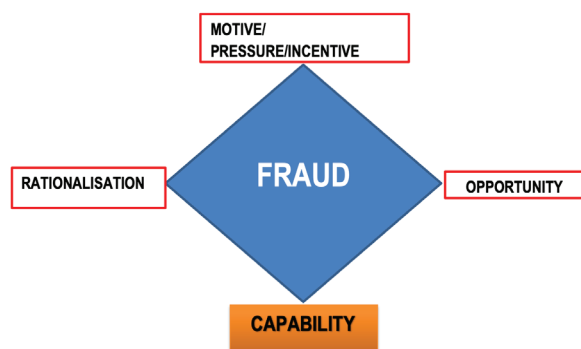 MOTIVE/
PRESSURE/INCENTIVE
FRAUD
RATIONALISATION
OPPORTUNITY
CAPABILITY